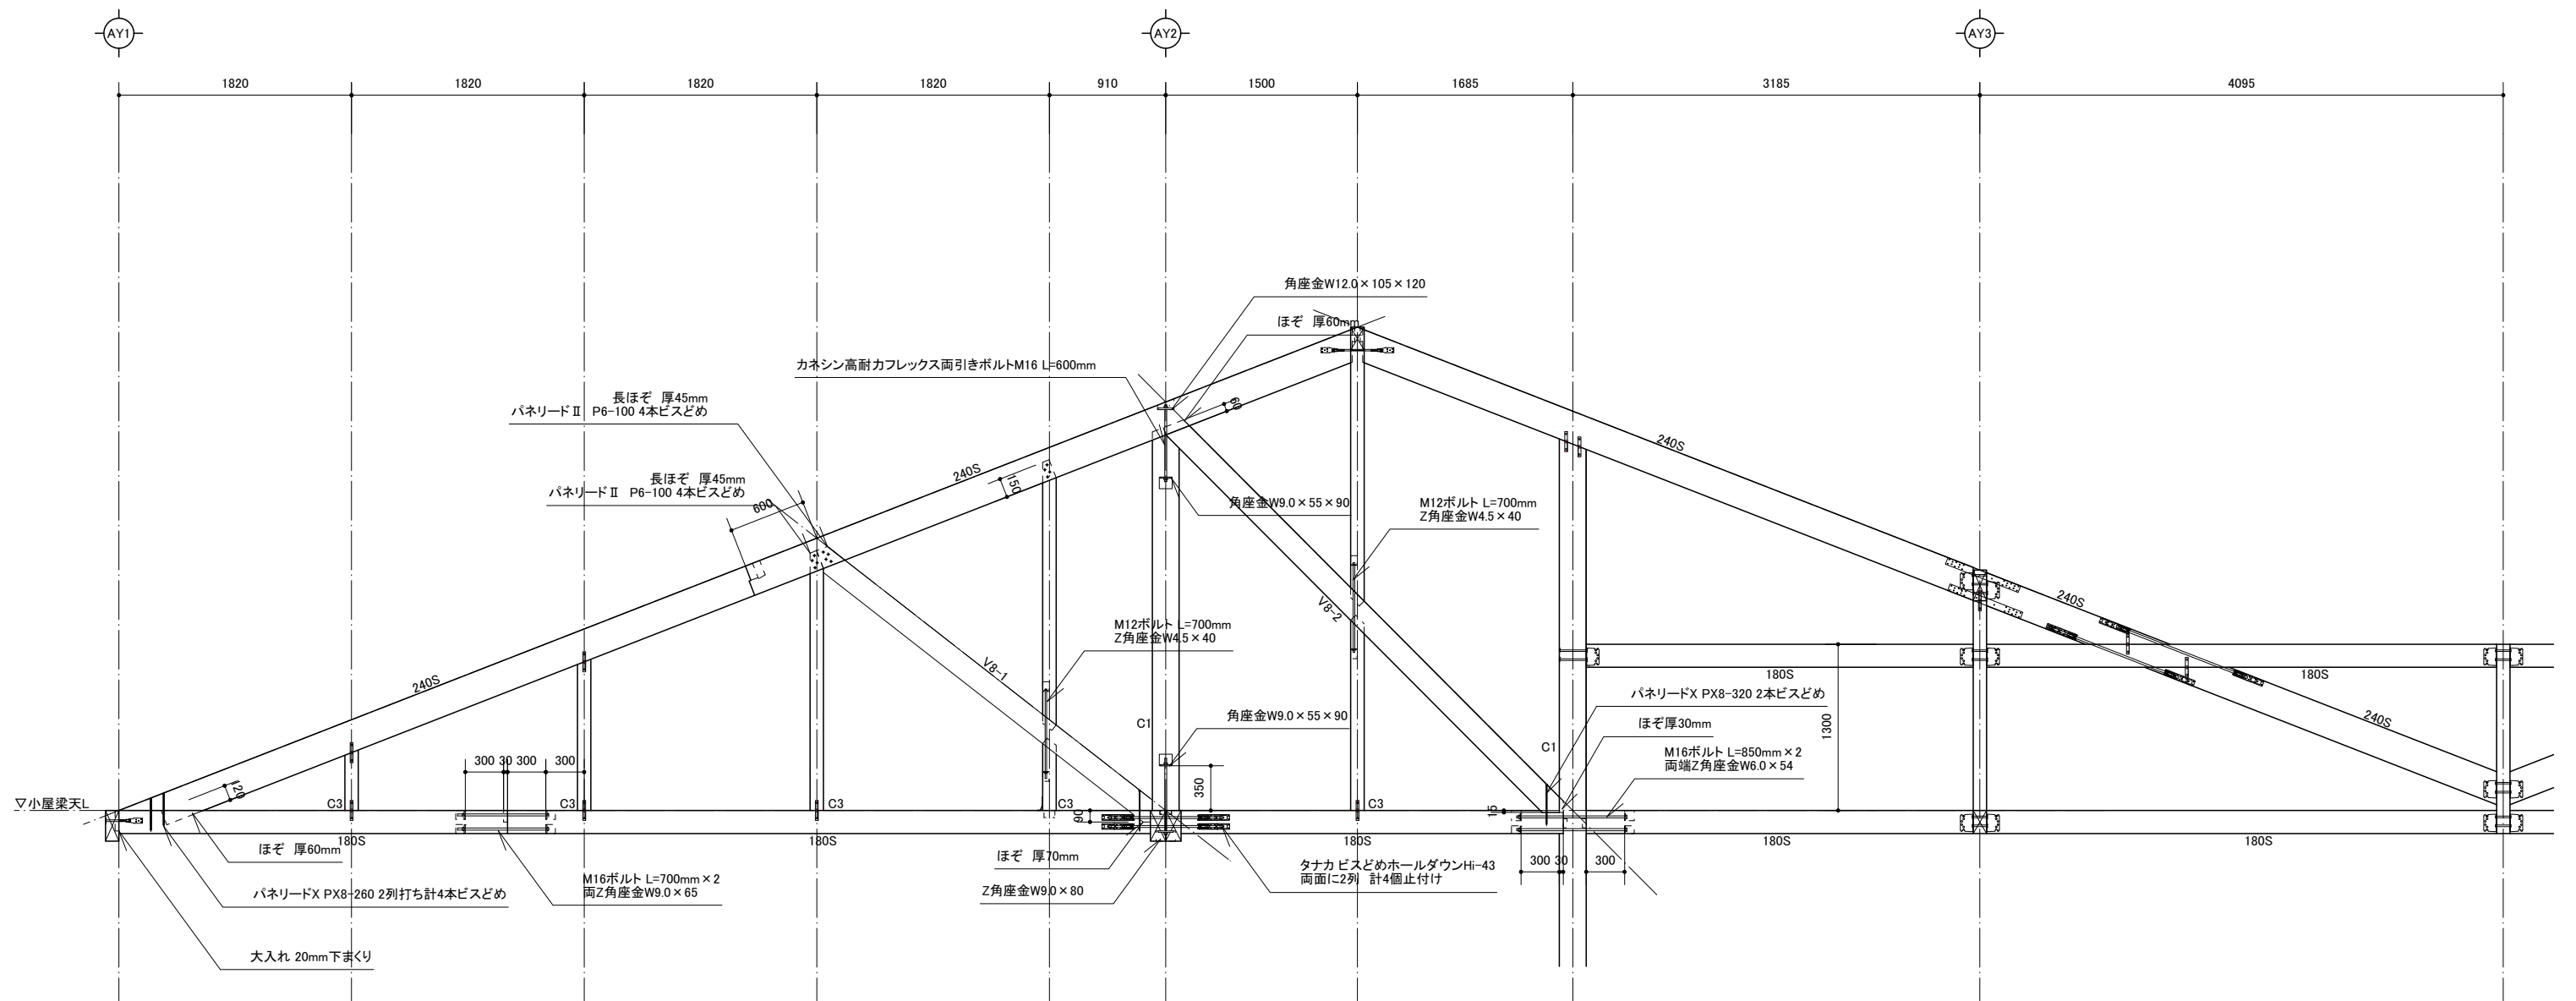 AY1
AY2
AY3
1820
1820
1820
1820
910
1500
1685
3185
4095
角座金W12.0×105×120
ほぞ 厚60mm
カネシン高耐力フレックス両引きボルトM16 L=600mm
長ほぞ 厚45mm
パネリードⅡ P6-100 4本ビスどめ
60
240S
240S
長ほぞ 厚45mm
パネリードⅡ P6-100 4本ビスどめ
150
600
角座金W9.0×55×90
M12ボルト L=700mm
Z角座金W4.5×40
240S
V8-2
M12ボルト L=700mm
Z角座金W4.5×40
V8-1
240S
180S
180S
パネリードX PX8-320 2本ビスどめ
角座金W9.0×55×90
C1
ほぞ厚30mm
1300
240S
C1
M16ボルト L=850mm×2
両端Z角座金W6.0×54
300 30 300
300
350
120
▽小屋梁天L
C3
C3
C3
C3
C3
90
15
180S
180S
180S
180S
180S
ほぞ 厚60mm
ほぞ 厚70mm
タナカ ビスどめホールダウンHi-43
両面に2列 計4個止付け
300 30
300
M16ボルト L=700mm×2
両Z角座金W9.0×65
Z角座金W9.0×80
パネリードX PX8-260 2列打ち計4本ビスどめ
大入れ 20mm下まくり